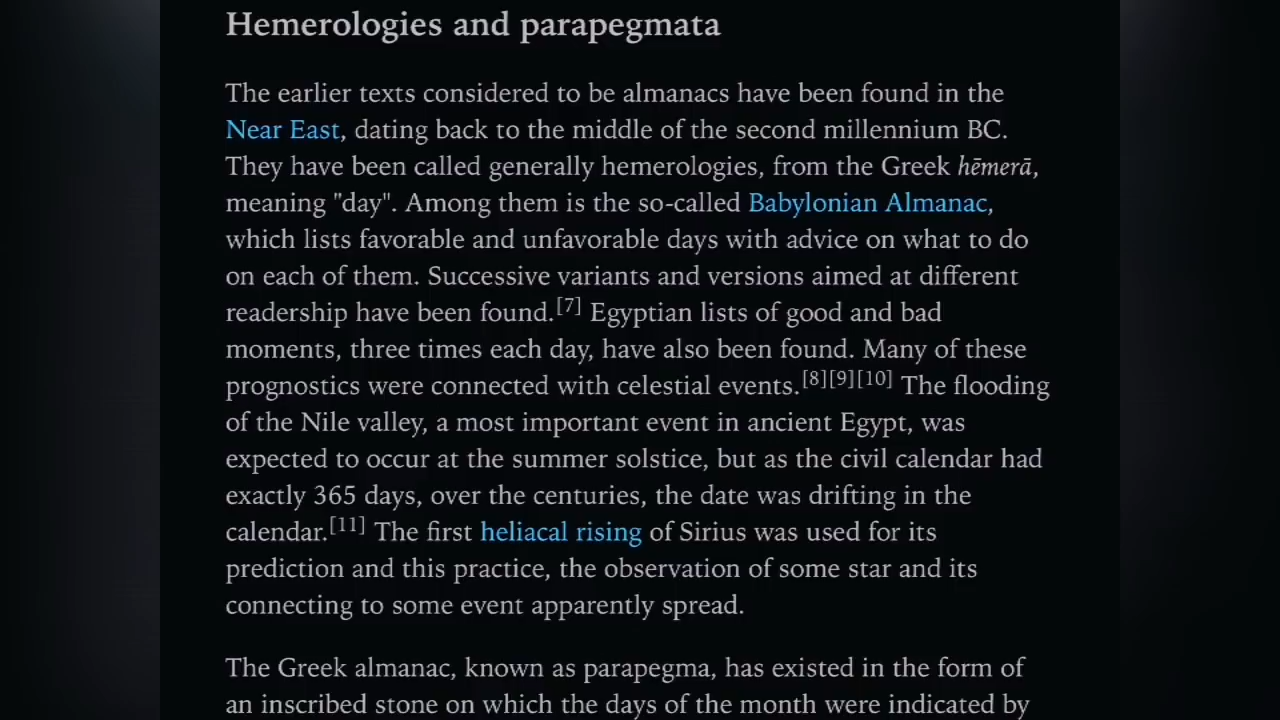 Hemerologies and parapegmata
The earlier texts considered to be almanacs have been found in the
Near East, dating back to the middle of the second millennium BC.
They have been called generally hemerologies, from the Greek hēmerā,
meaning "day". Among them is the so-called Babylonian Almanac,
which lists favorable and unfavorable days with advice on what to do
on each of them. Successive variants and versions aimed at different
readership have been found.[7] Egyptian lists of good and bad
moments, three times each day, have also been found. Many of these
prognostics were connected with celestial events.[8][9][10] The flooding
of the Nile valley, a most important event in ancient Egypt, was
expected to occur at the summer solstice, but as the civil calendar had
exactly 365 days, over the centuries, the date was drifting in the
calendar.[11] The first heliacal rising of Sirius was used for its
prediction and this practice, the observation of some star and its
connecting to some event apparently spread.
The Greek almanac, known as parapegma, has existed in the form of
an inscribed stone on which the days of the month were indicated by